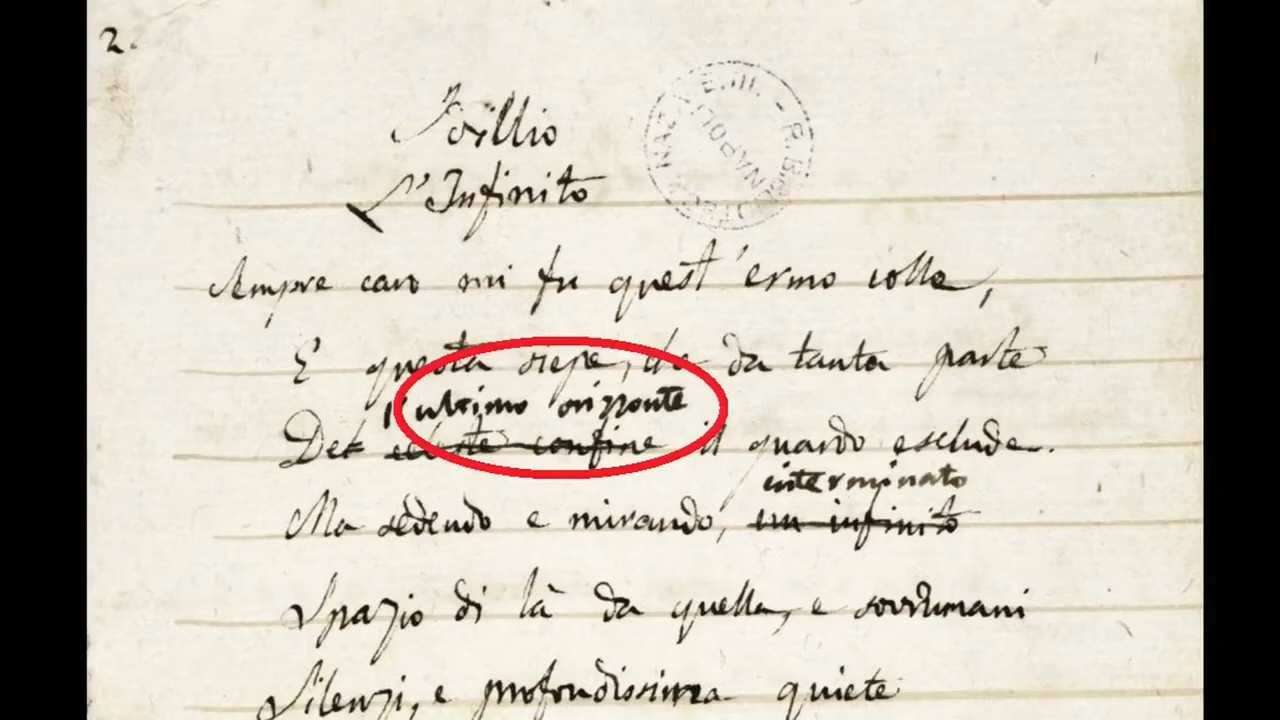 2.
Idillio
L'Infinito
Sempre caro mi fu quest'ermo colle,
E questa siepe, che da tanta parte
l'ultimo orizzonte
Del celeste confine il guardo esclude.
interminato
Ma sedendo e mirando, un infinito
Spazio di là da quella, e sovrumani
Silenzi, e profondissima quiete